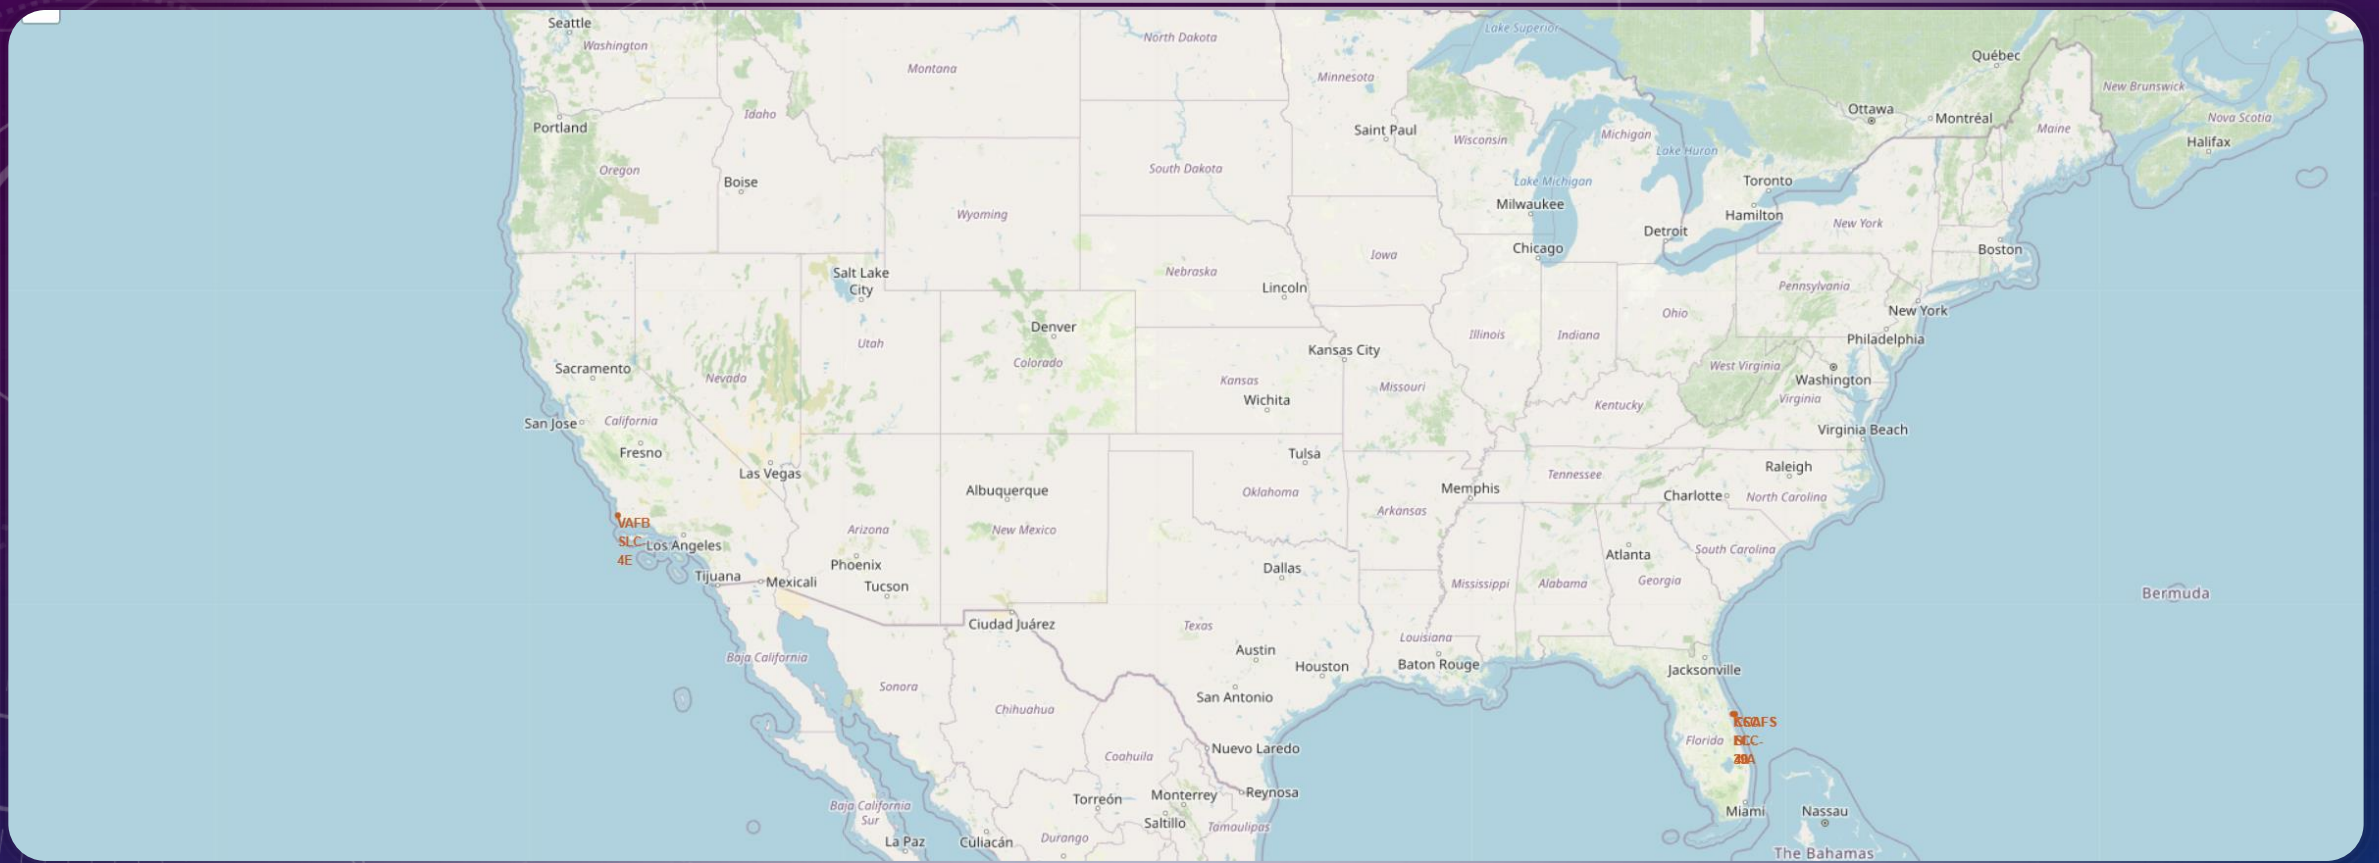 Seattle
Washington
Montana
North Dakota
Minnesota
Lake Superior
Québec
New Brunswick
Nova Scotia
Halifax
Maine
Ottawa
Montréal
Portland
Idaho
Saint Paul
Wisconsin
Michigan
Lake Huron
Oregon
Boise
South Dakota
Lake Michigan
Toronto
Wyoming
Milwaukee
Hamilton
New York
Detroit
Chicago
Boston
Iowa
Salt Lake
City
Nebraska
Lincoln
Pennsylvania
New York
Ohio
Denver
Utah
Colorado
Illinois
Indiana
Philadelphia
Kansas City
Sacramento
Nevada
Kansas
Missouri
West Virginia
Washington
Wichita
Kentucky
Virginia
San Jose
California
Virginia Beach
Fresno
Las Vegas
Tulsa
Tennessee
Raleigh
Albuquerque
Oklahoma
Memphis
Charlotte
North Carolina
Arkansas
VAFB
SLC-
4E
Los Angeles
Arizona
New Mexico
South Carolina
Atlanta
Phoenix
Dallas
Tijuana
Mexicali
Tucson
Mississippi
Alabama
Georgia
Bermuda
Ciudad Juárez
Texas
Louisiana
Baja California
Austin
Houston
Baton Rouge
Jacksonville
Sonora
San Antonio
Chihuahua
Florida
Nuevo Laredo
Coahuila
Torreón
Monterrey
Reynosa
Baja California
Sur
Saltillo
Tamaulipas
Miami
Nassau
La Paz
Culiacán
Durango
The Bahamas